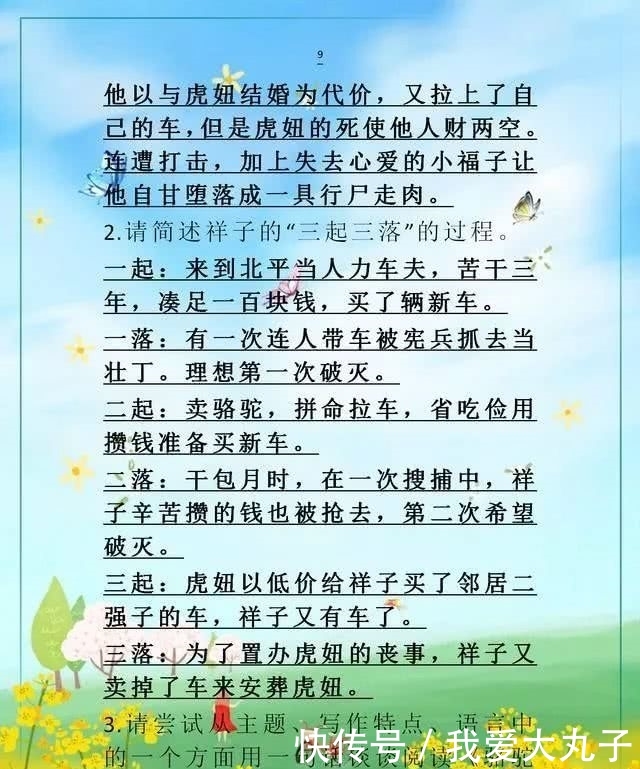 9
他以与虎妞结婚为代价，又拉上了自
己的车，但是虎妞的死使他人财两空。
连遭打击，加上失去心爱的小福子让
他自甘堕落成一具行尸走肉。
2.请简述祥子的“三起三落”的过程。
一起：来到北平当人力车夫，苦干三
年，凑足一百块钱，买了辆新车。
一落：有一次连人带车被宪兵抓去当
壮丁。理想第一次破灭。
二起：卖骆驼，拼命拉车，省吃俭用
攒钱准备买新车。
二落：干包月时，在一次搜捕中，祥
子辛苦攒的钱也被抢去，第二次希望
破灭。
三起：虎妞以低价给祥子买了邻居二
强子的车，祥子又有车了。
三落：为了置办虎妞的丧事，祥子又
卖掉了车来安葬虎妞。
3.请尝试从主题、写作特点、语言中
的一个方面用一
快传号／我爱大丸子